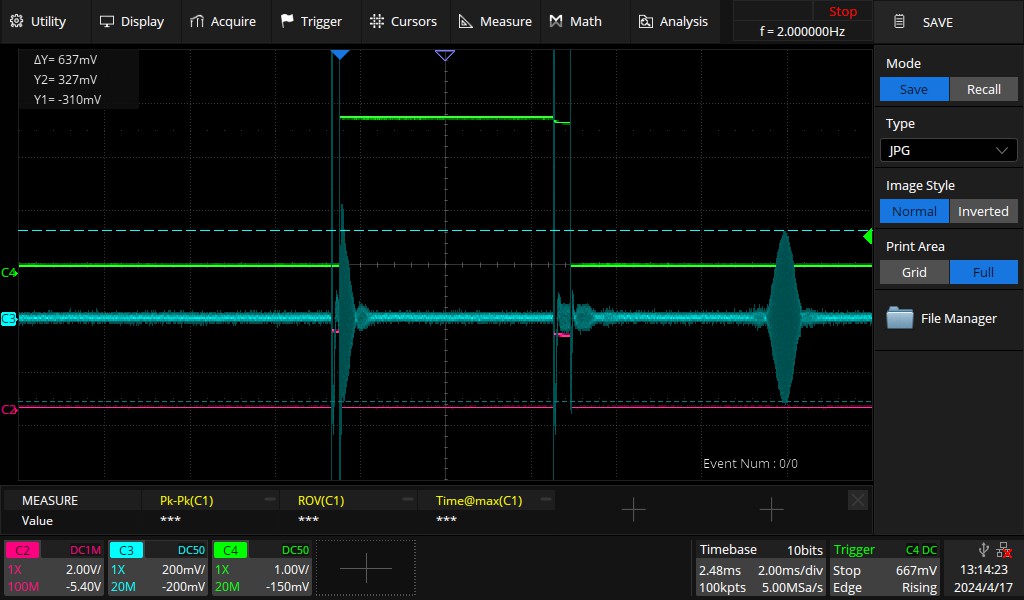 Utility Display Acquire Trigger Cursors Measure Math Analysis Stop SAVE
f = 2.000000Hz
ΔY= 637mV
Y2= 327mV
Y1= -310mV
Mode
Save Recall
Type
JPG
Image Style
Normal Inverted
Print Area
Grid Full
File Manager
C4
C3
C2
Event Num : 0/0
MEASURE Pk-Pk(C1) ROV(C1) Time@max(C1)
Value *** *** ***
C2 DC1M C3 DC50 C4 DC50 Timebase 10bits Trigger C4 DC
1X 2.00V/ 1X 200mV/ 1X 1.00V/ 2.48ms 2.00ms/div Stop 667mV 13:14:23
100M -5.40V 20M -200mV 20M -150mV 100kpts 5.00MSa/s Edge Rising 2024/4/17